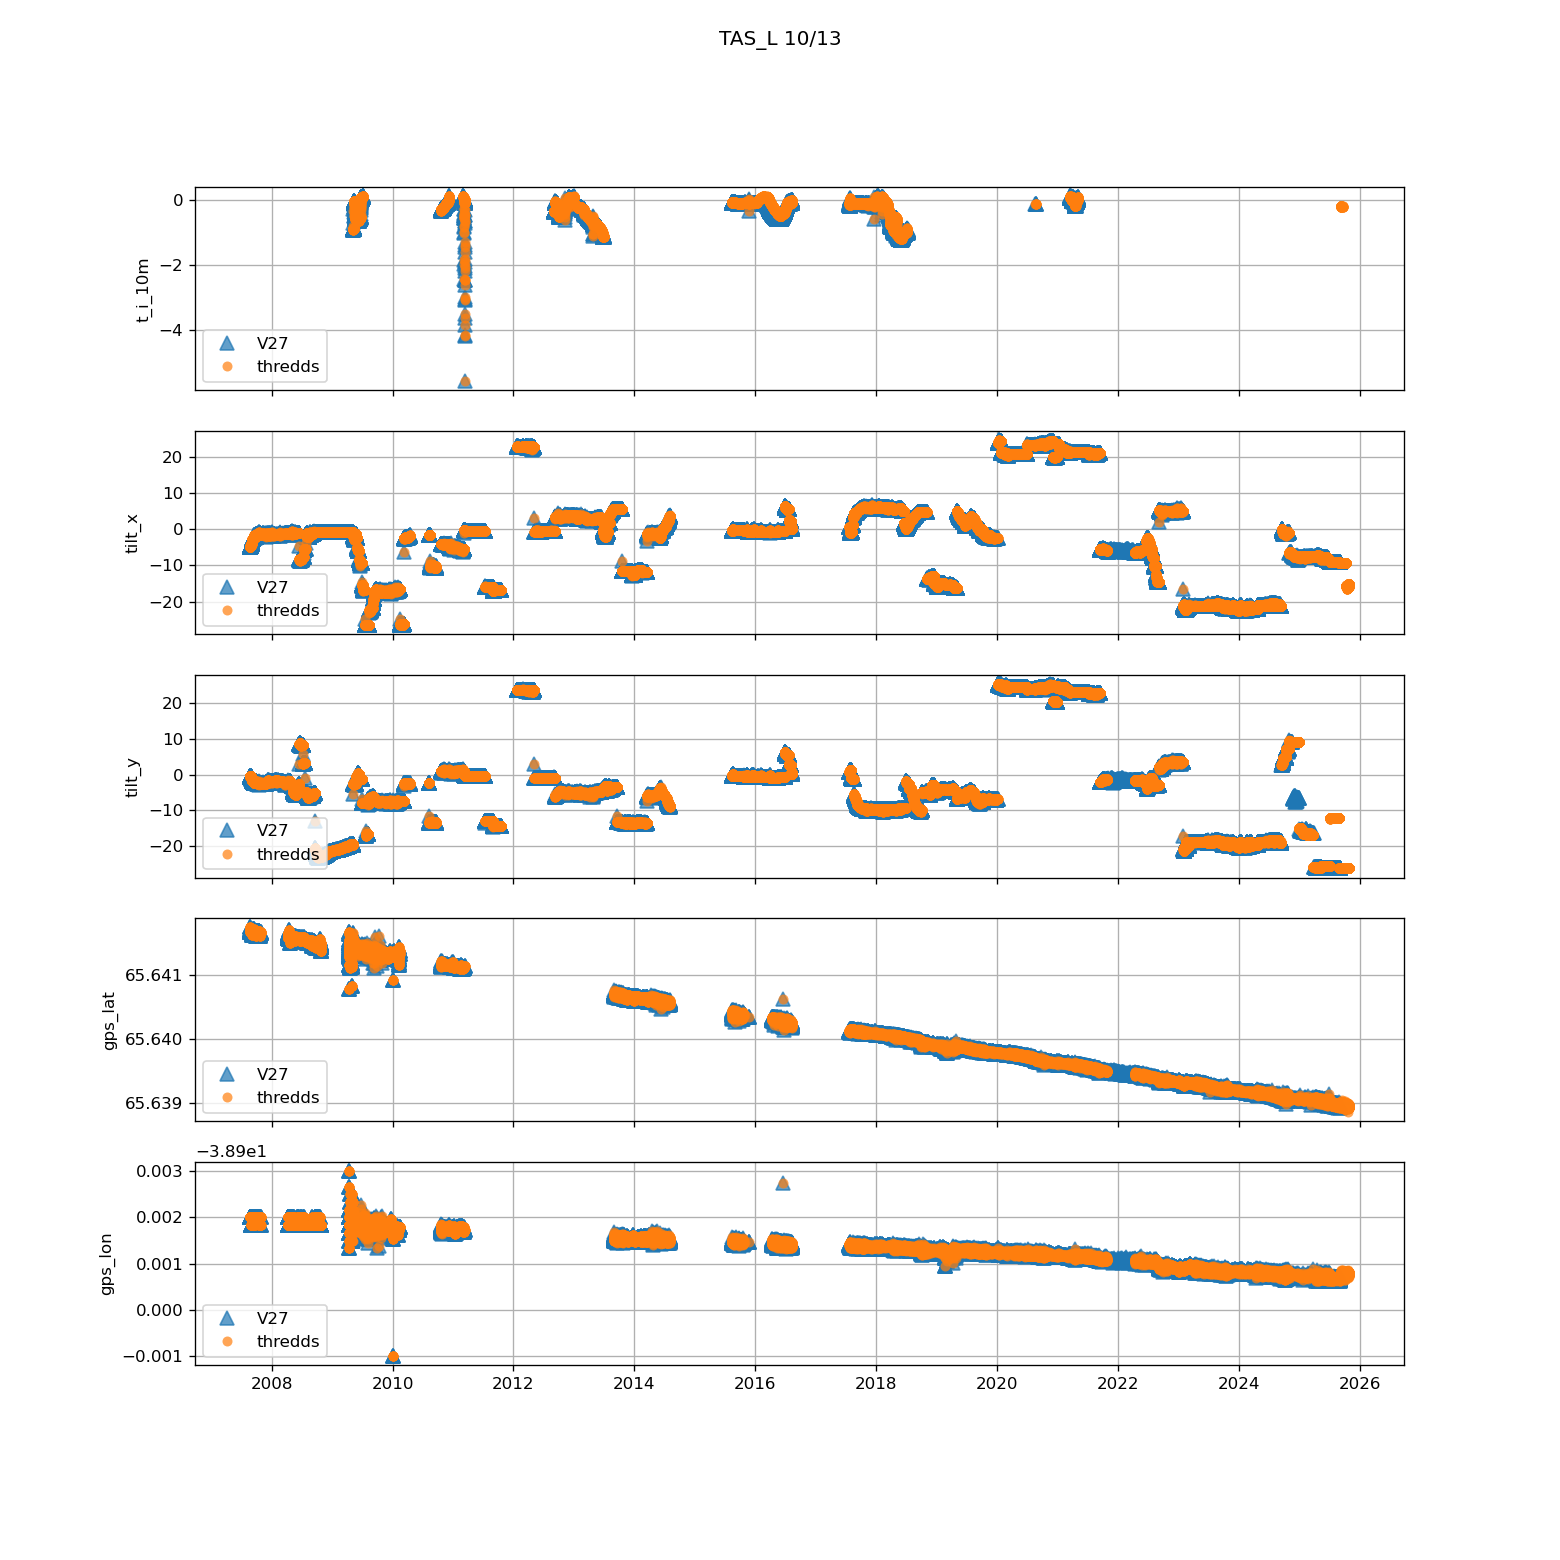 TAS_L 10/13
0
−2
−4
t_i_10m
V27
thredds
20
10
0
−10
−20
tilt_x
V27
thredds
20
10
0
−10
−20
tilt_y
V27
thredds
65.641
65.640
65.639
gps_lat
V27
thredds
−3.89e1
0.003
0.002
0.001
0.000
−0.001
gps_lon
V27
thredds
2008 2010 2012 2014 2016 2018 2020 2022 2024 2026